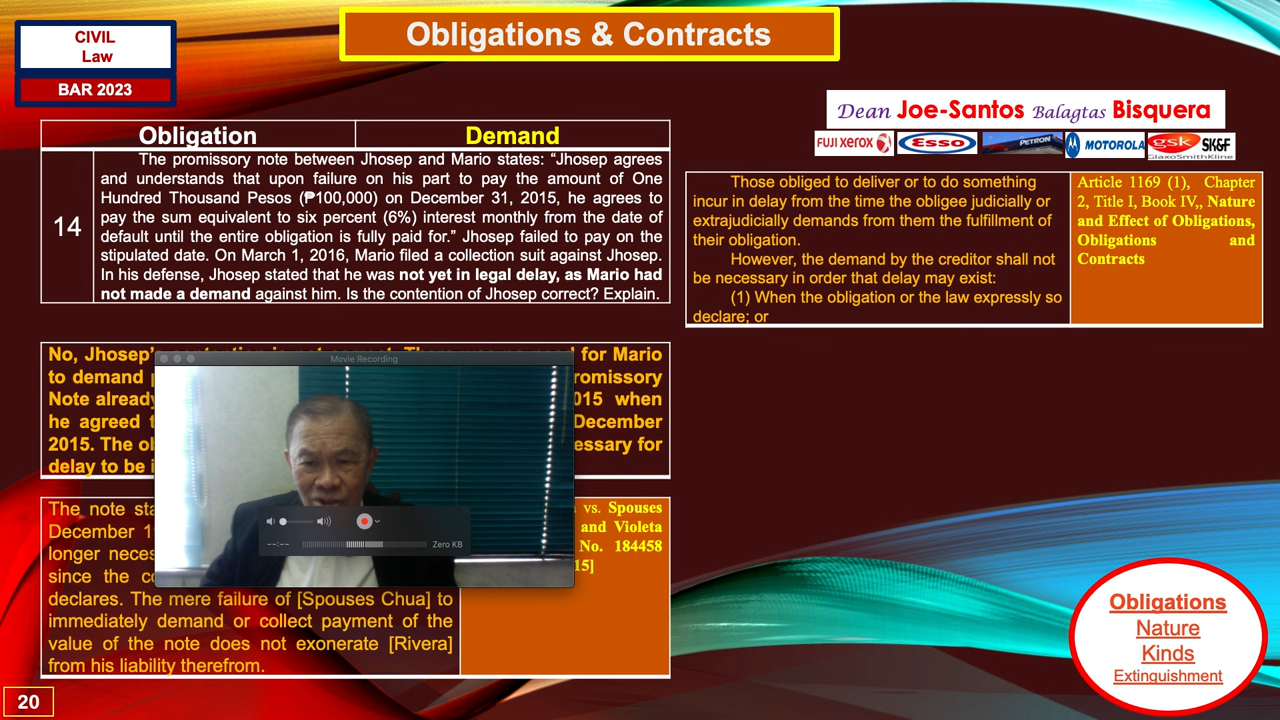 CIVIL
Law
BAR 2023
Obligations & Contracts
Dean Joe-Santos Balagtas Bisquera
FUJI XEROX
ESSO
PETRON
MOTOROLA
gsk
SK&F
GlaxoSmithKline
Obligation
Demand
14
The promissory note between Jhosep and Mario states: “Jhosep agrees
and understands that upon failure on his part to pay the amount of One
Hundred Thousand Pesos (₱100,000) on December 31, 2015, he agrees to
pay the sum equivalent to six percent (6%) interest monthly from the date of
default until the entire obligation is fully paid for.” Jhosep failed to pay on the
stipulated date. On March 1, 2016, Mario filed a collection suit against Jhosep.
In his defense, Jhosep stated that he was not yet in legal delay, as Mario had
not made a demand against him. Is the contention of Jhosep correct? Explain.
Those obliged to deliver or to do something
incur in delay from the time the obligee judicially or
extrajudicially demands from them the fulfillment of
their obligation.
However, the demand by the creditor shall not
be necessary in order that delay may exist:
(1) When the obligation or the law expressly so
declare; or
Article 1169 (1), Chapter
2, Title I, Book IV,, Nature
and Effect of Obligations,
Obligations and
Contracts
No, for Mario
to demand romissory
Note already 015 when
he agreed December
2015. The essary for
delay to be
Movie Recording
--:--
Zero KB
The note
December
longer
since the
declares. The mere failure of [Spouses Chua] to
immediately demand or collect payment of the
value of the note does not exonerate [Rivera]
from his liability therefrom.
vs. Spouses
and Violeta
No. 184458
15]
Obligations
Nature
Kinds
Extinguishment
20